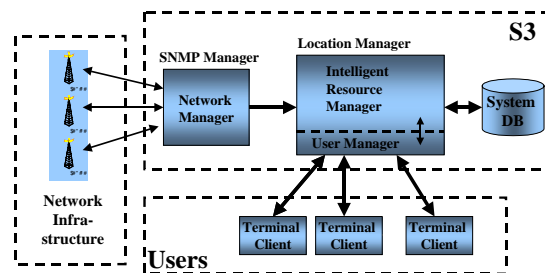 S3
Location Manager
SNMP Manager
Network
Manager
Intelligent
Resource
Manager
User Manager
System
DB
Network
Infra-
structure
Terminal
Client
Terminal
Client
Terminal
Client
Users